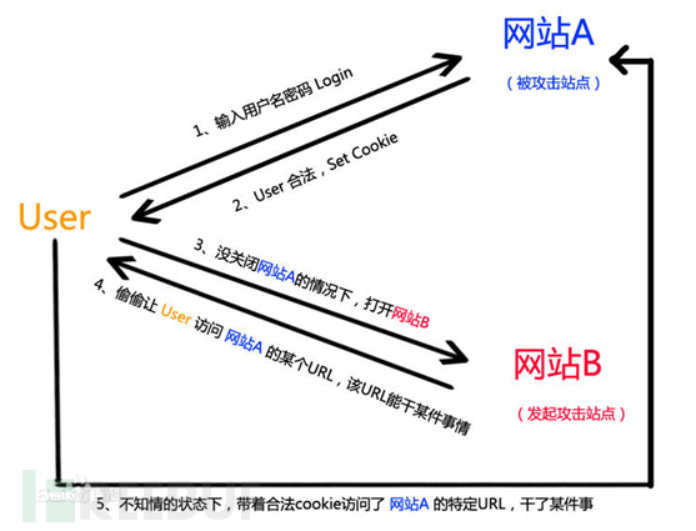 网站A
（被攻击站点）
1、输入用户名密码 Login
2、User 合法，Set Cookie
User
3、没关闭网站A的情况下，打开网站B
4、偷偷让 User 访问 网站A 的某个URL，该URL能干某件事情
网站B
（发起攻击站点）
5、不知情的状态下，带着合法cookie访问了 网站A 的特定URL，干了某件事